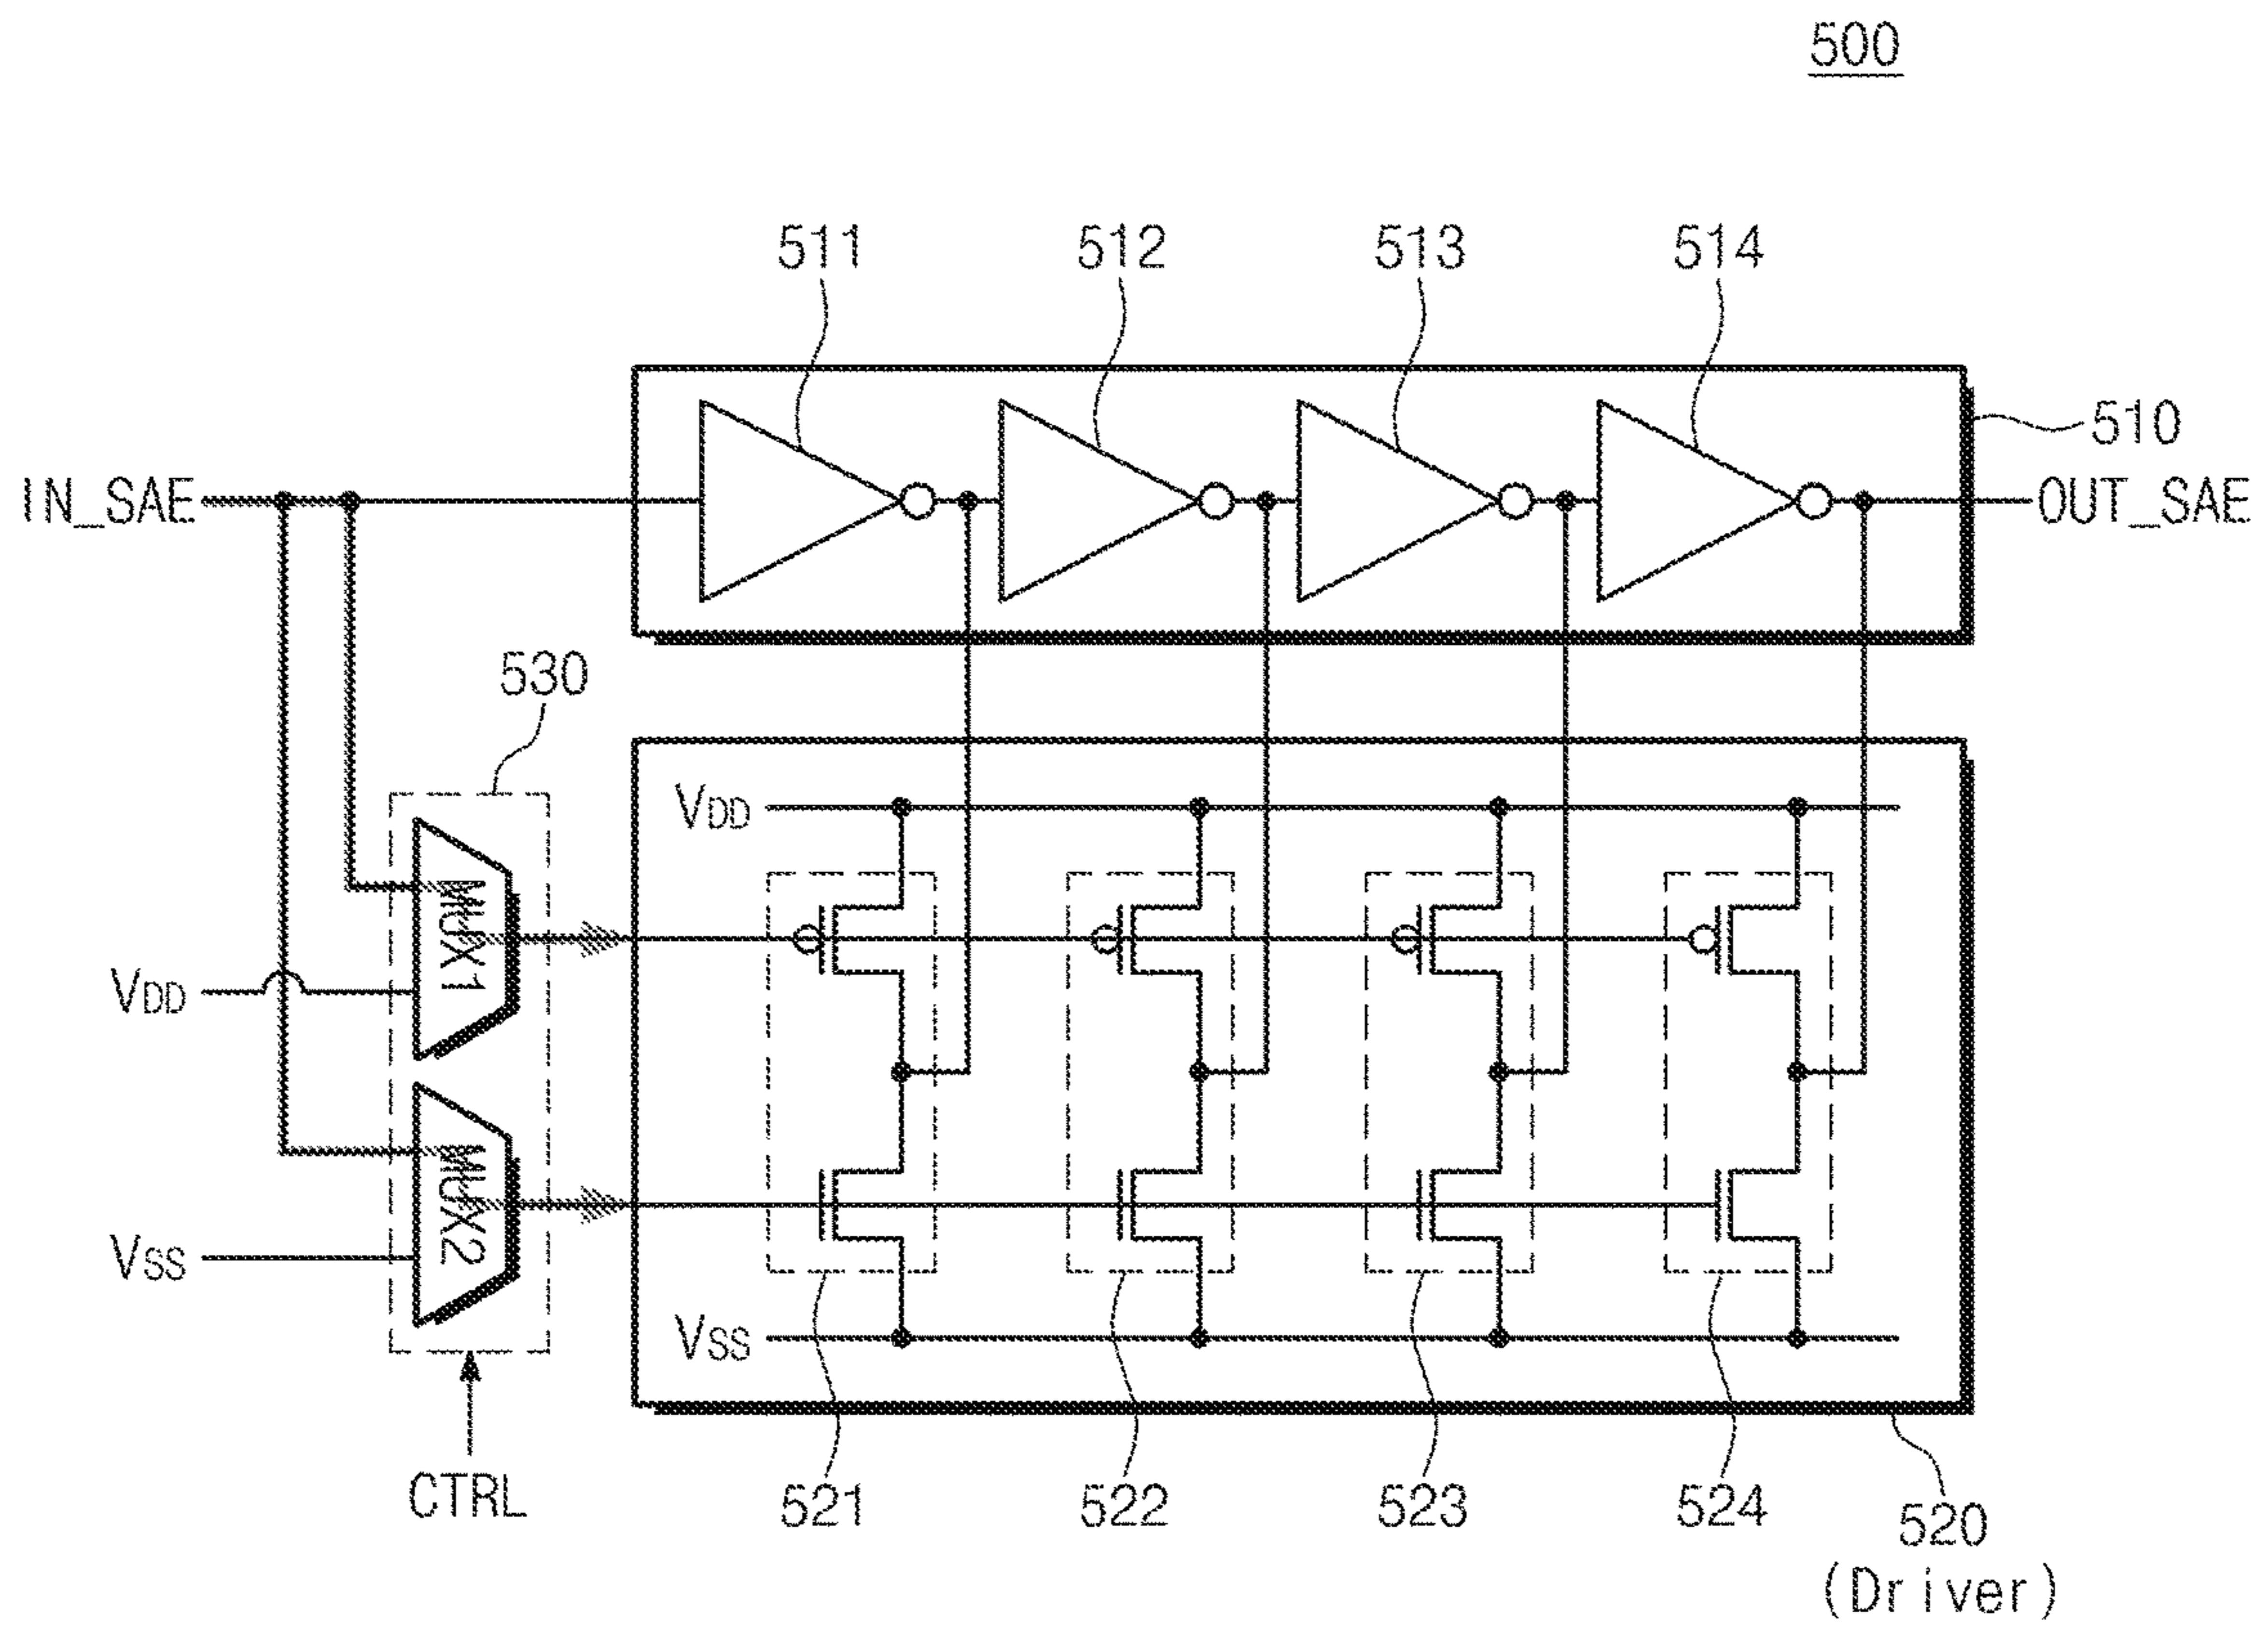 500
511 512 513 514
510
IN_SAE OUT_SAE
530
VDD
MUX1
VDD
MUX2
VSS
VSS
CTRL
521 522 523 524
520
(Driver)